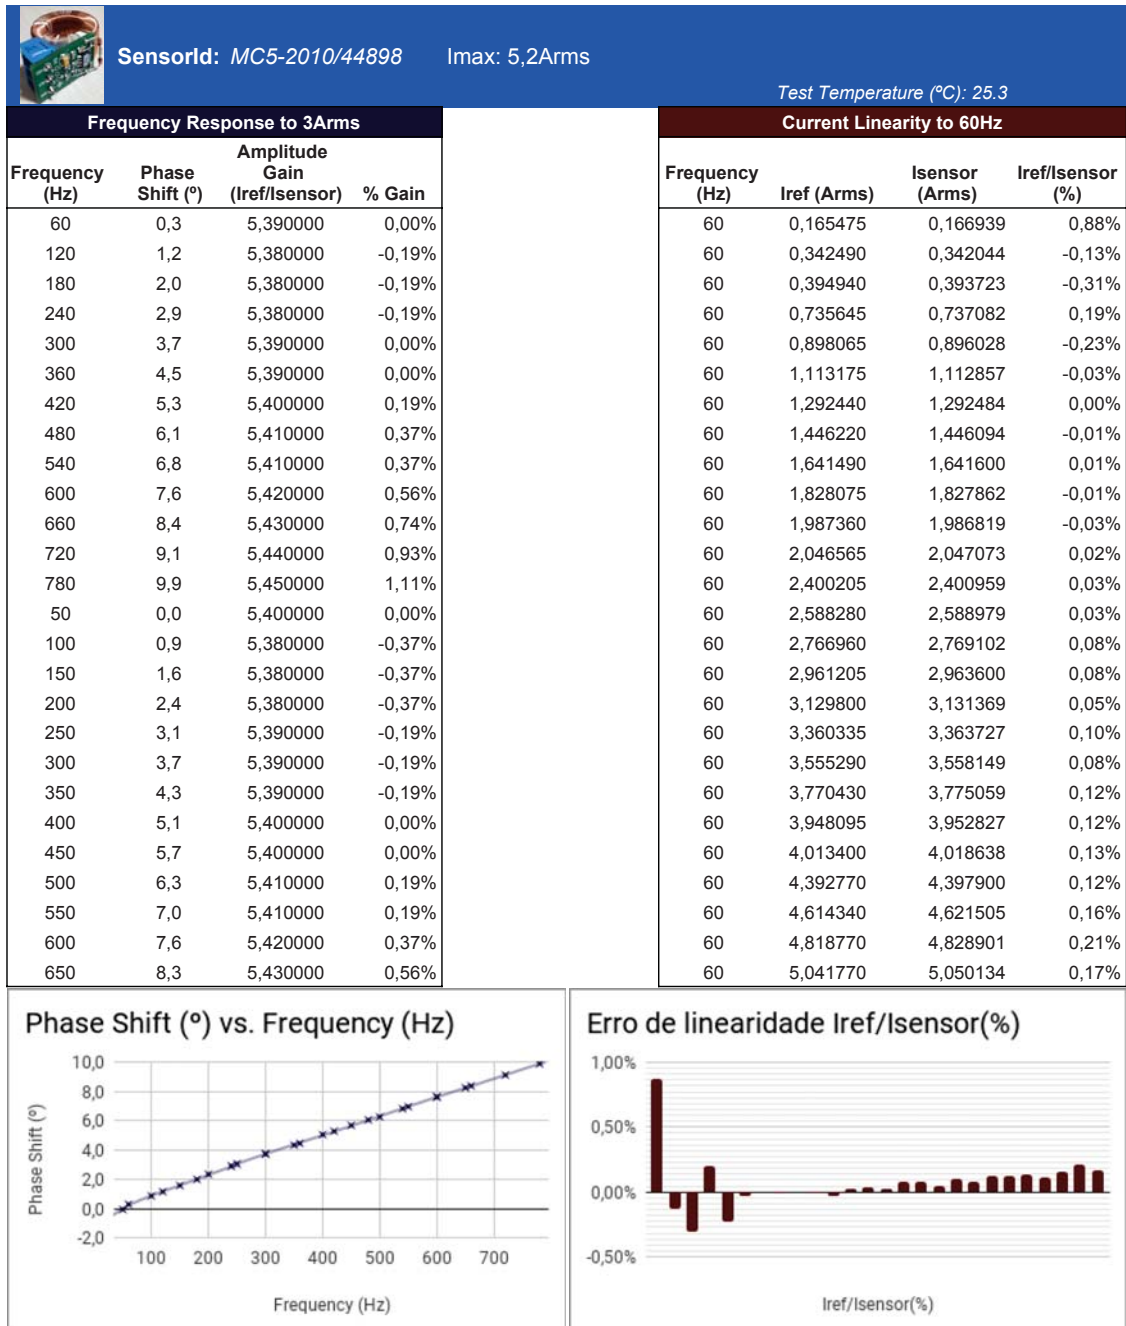 SensorId: MC5-2010/44898 Imax: 5,2Arms
Test Temperature (ºC): 25.3
Frequency Response to 3Arms
Frequency (Hz) Phase Shift (º) Amplitude Gain (Iref/Isensor) % Gain
60 0,3 5,390000 0,00%
120 1,2 5,380000 -0,19%
180 2,0 5,380000 -0,19%
240 2,9 5,380000 -0,19%
300 3,7 5,390000 0,00%
360 4,5 5,390000 0,00%
420 5,3 5,400000 0,19%
480 6,1 5,410000 0,37%
540 6,8 5,410000 0,37%
600 7,6 5,420000 0,56%
660 8,4 5,430000 0,74%
720 9,1 5,440000 0,93%
780 9,9 5,450000 1,11%
50 0,0 5,400000 0,00%
100 0,9 5,380000 -0,37%
150 1,6 5,380000 -0,37%
200 2,4 5,380000 -0,37%
250 3,1 5,390000 -0,19%
300 3,7 5,390000 -0,19%
350 4,3 5,390000 -0,19%
400 5,1 5,400000 0,00%
450 5,7 5,400000 0,00%
500 6,3 5,410000 0,19%
550 7,0 5,410000 0,19%
600 7,6 5,420000 0,37%
650 8,3 5,430000 0,56%
Current Linearity to 60Hz
Frequency (Hz) Iref (Arms) Isensor (Arms) Iref/Isensor (%)
60 0,165475 0,166939 0,88%
60 0,342490 0,342044 -0,13%
60 0,394940 0,393723 -0,31%
60 0,735645 0,737082 0,19%
60 0,898065 0,896028 -0,23%
60 1,113175 1,112857 -0,03%
60 1,292440 1,292484 0,00%
60 1,446220 1,446094 -0,01%
60 1,641490 1,641600 0,01%
60 1,828075 1,827862 -0,01%
60 1,987360 1,986819 -0,03%
60 2,046565 2,047073 0,02%
60 2,400205 2,400959 0,03%
60 2,588280 2,588979 0,03%
60 2,766960 2,769102 0,08%
60 2,961205 2,963600 0,08%
60 3,129800 3,131369 0,05%
60 3,360335 3,363727 0,10%
60 3,555290 3,558149 0,08%
60 3,770430 3,775059 0,12%
60 3,948095 3,952827 0,12%
60 4,013400 4,018638 0,13%
60 4,392770 4,397900 0,12%
60 4,614340 4,621505 0,16%
60 4,818770 4,828901 0,21%
60 5,041770 5,050134 0,17%
Phase Shift (º) vs. Frequency (Hz)
Phase Shift (º)
10,0
8,0
6,0
4,0
2,0
0,0
-2,0
100 200 300 400 500 600 700
Frequency (Hz)
Erro de linearidade Iref/Isensor(%)
1,00%
0,50%
0,00%
-0,50%
Iref/Isensor(%)